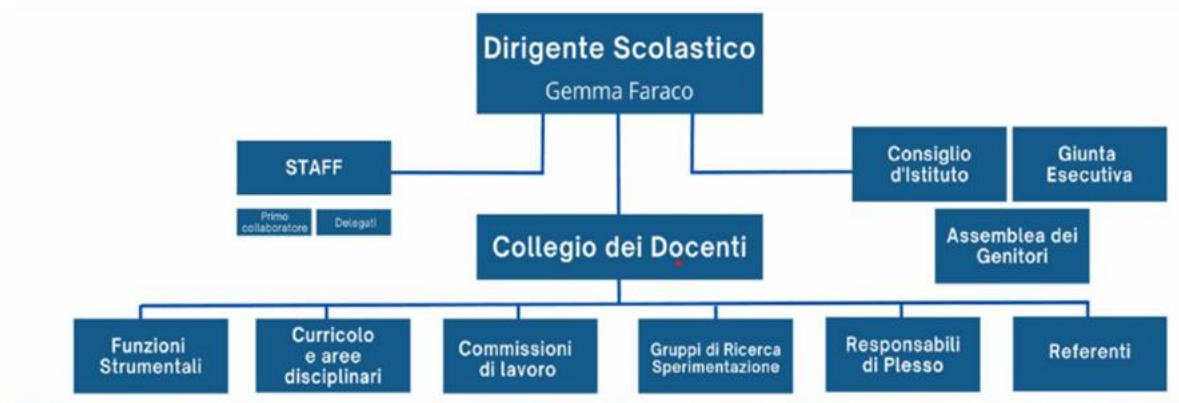 Dirigente Scolastico
Gemma Faraco
STAFF
Primo
collaboratore
Delegati
Consiglio
d'Istituto
Giunta
Esecutiva
Assemblea dei
Genitori
Collegio dei Docenti
Funzioni
Strumentali
Curricolo
e aree
disciplinari
Commissioni
di lavoro
Gruppi di Ricerca
Sperimentazione
Responsabili
di Plesso
Referenti